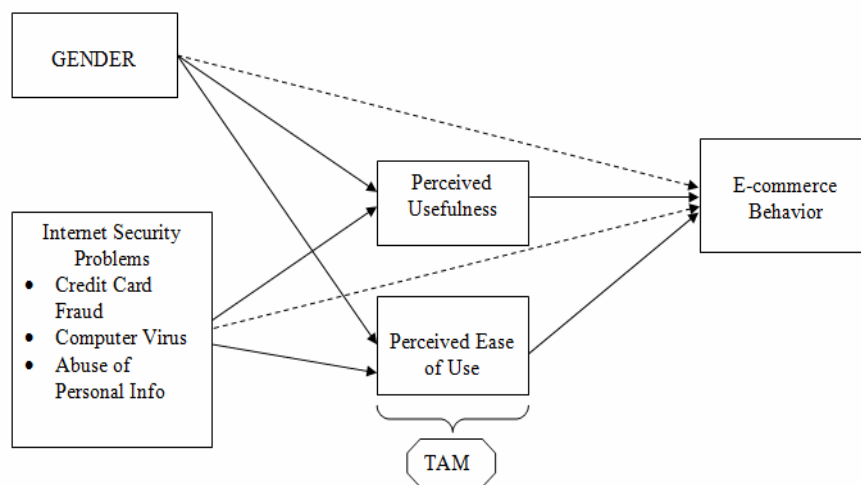 GENDER
Internet Security
Problems
• Credit Card
Fraud
• Computer Virus
• Abuse of
Personal Info
Perceived
Usefulness
Perceived Ease
of Use
TAM
E-commerce
Behavior